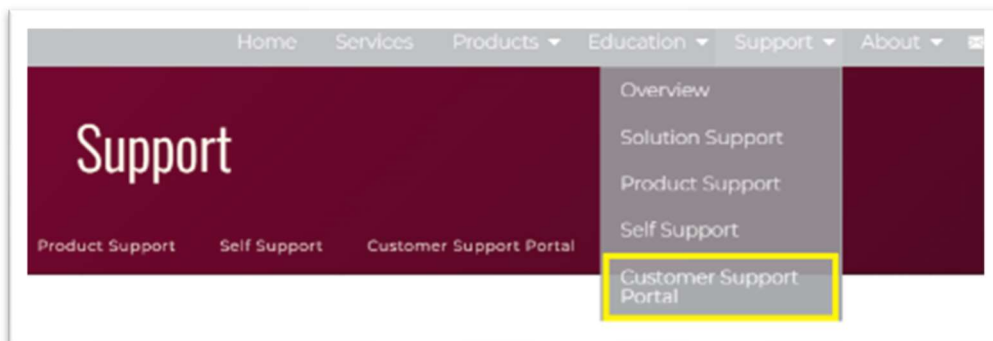 Home Services Products Education Support About
Overview
Solution Support
Support
Product Support
Self Support
Product Support Self Support Customer Support Portal
Customer Support
Portal